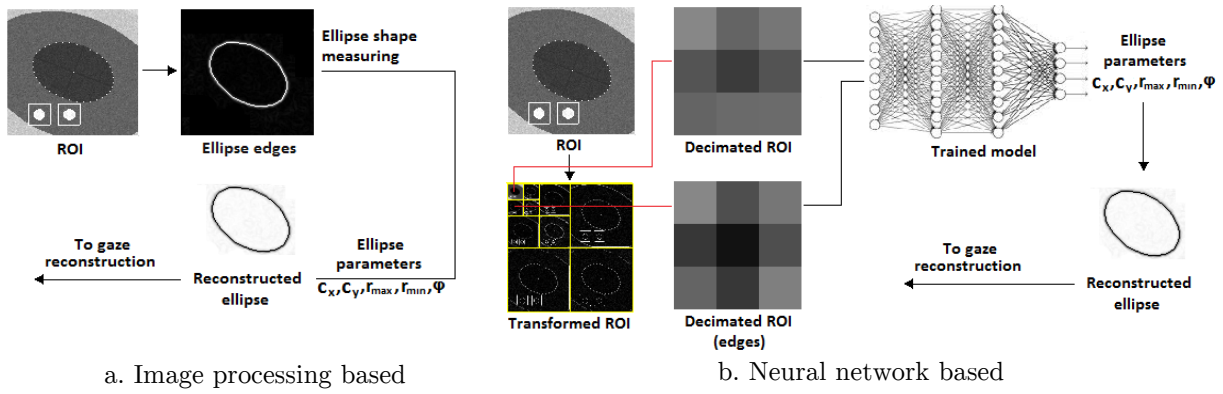 ROI
Ellipse edges
Ellipse shape
measuring
Ellipse
parameters
cx,cy,rmax,rmin,φ
Reconstructed
ellipse
To gaze
reconstruction
a. Image processing based
ROI
Transformed ROI
Decimated ROI
Decimated ROI
(edges)
Trained model
Ellipse
parameters
cx,cy,rmax,rmin,φ
Reconstructed
ellipse
To gaze
reconstruction
b. Neural network based